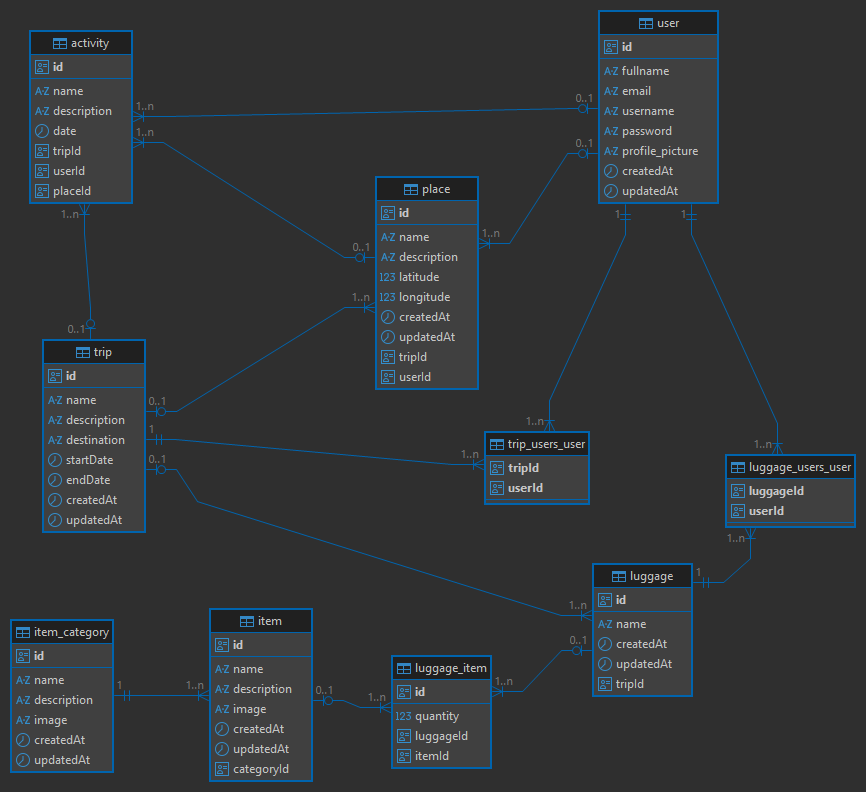 activity
id
A-Z name
A-Z description
date
tripId
userId
placeId
1..n
1..n
1..n
user
id
A-Z fullname
A-Z email
A-Z username
A-Z password
A-Z profile_picture
createdAt
updatedAt
0..1
0..1
1
1
place
id
A-Z name
A-Z description
123 latitude
123 longitude
createdAt
updatedAt
tripId
userId
1..n
0..1
1..n
trip
id
A-Z name
A-Z description
A-Z destination
startDate
endDate
createdAt
updatedAt
0..1
0..1
1
0..1
trip_users_user
tripId
userId
1..n
1..n
luggage_users_user
luggageId
userId
1..n
1..n
luggage
id
A-Z name
createdAt
updatedAt
tripId
1
1..n
0..1
item_category
id
A-Z name
A-Z description
A-Z image
createdAt
updatedAt
1
item
id
A-Z name
A-Z description
A-Z image
createdAt
updatedAt
categoryId
1..n
0..1
luggage_item
id
123 quantity
luggageId
itemId
1..n
1..n